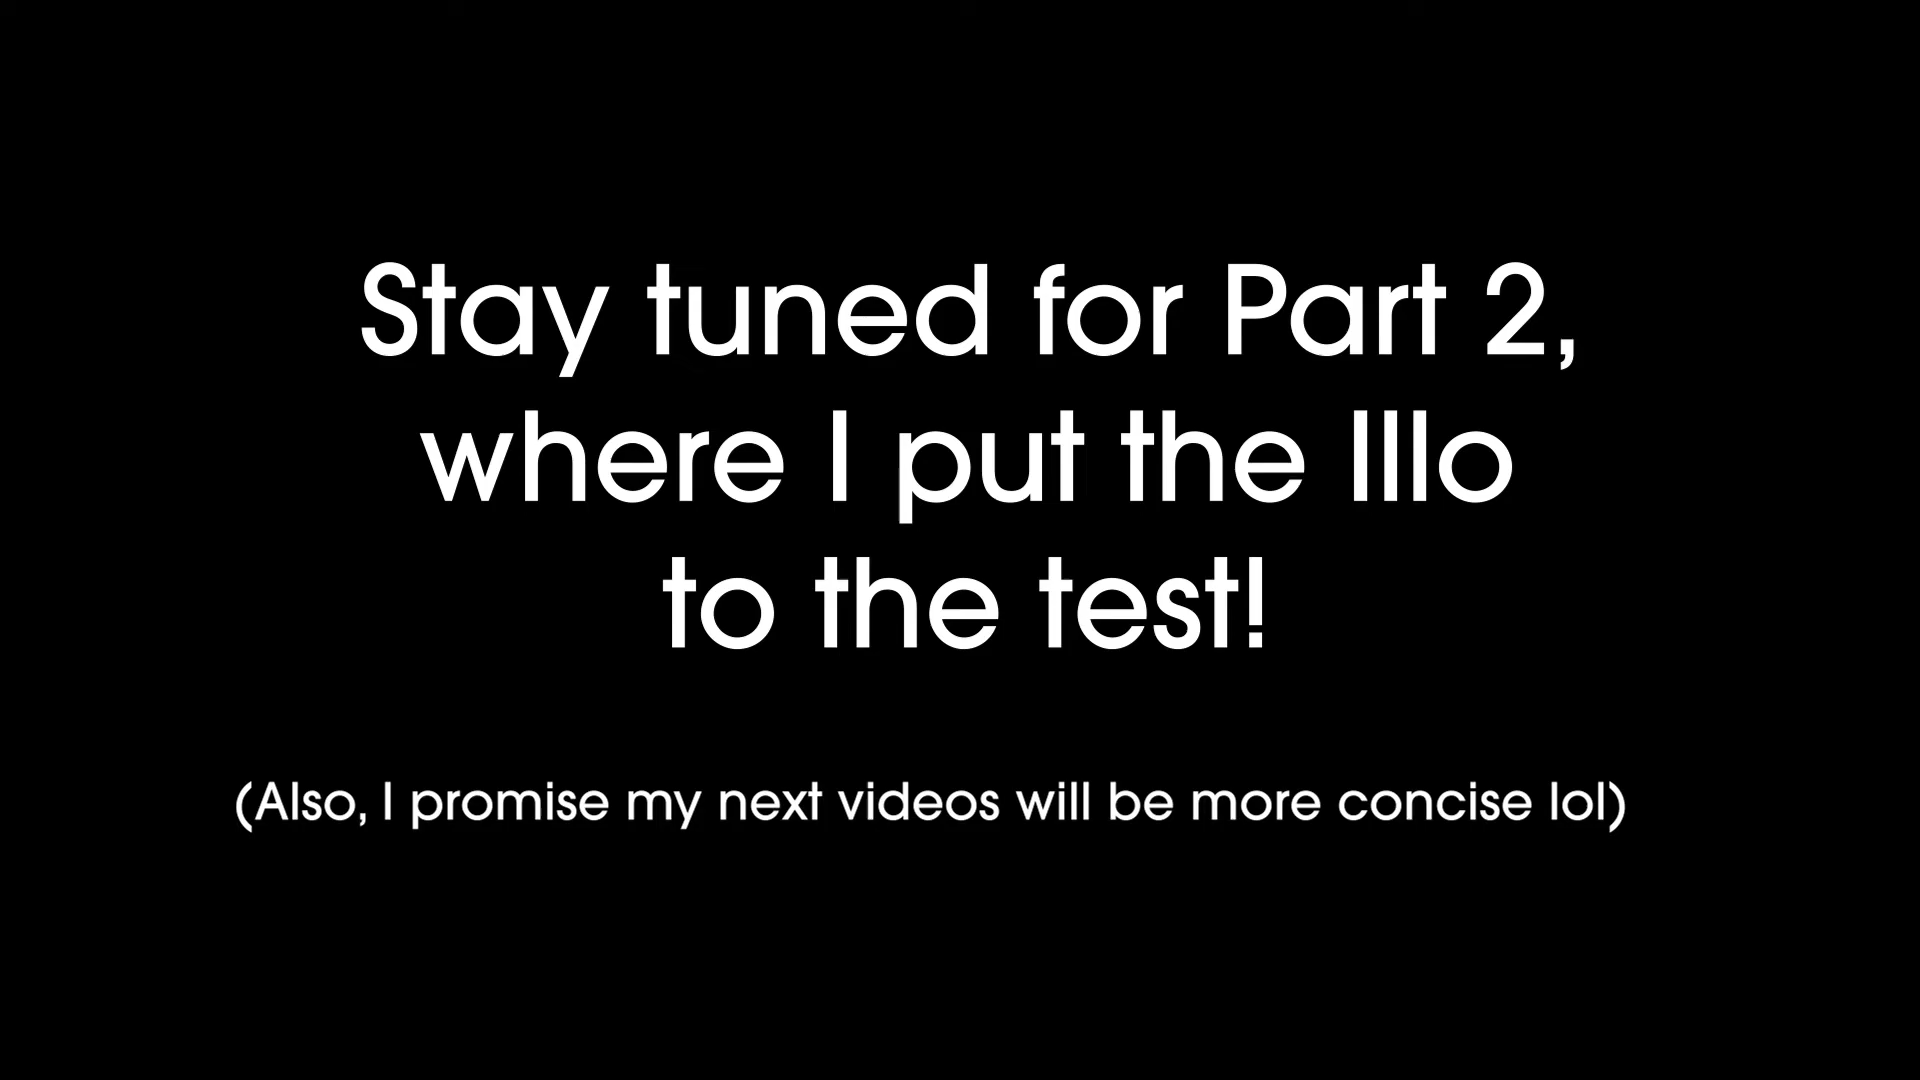 Stay tuned for Part 2,
where I put the Illo
to the test!
(Also, I promise my next videos will be more concise lol)